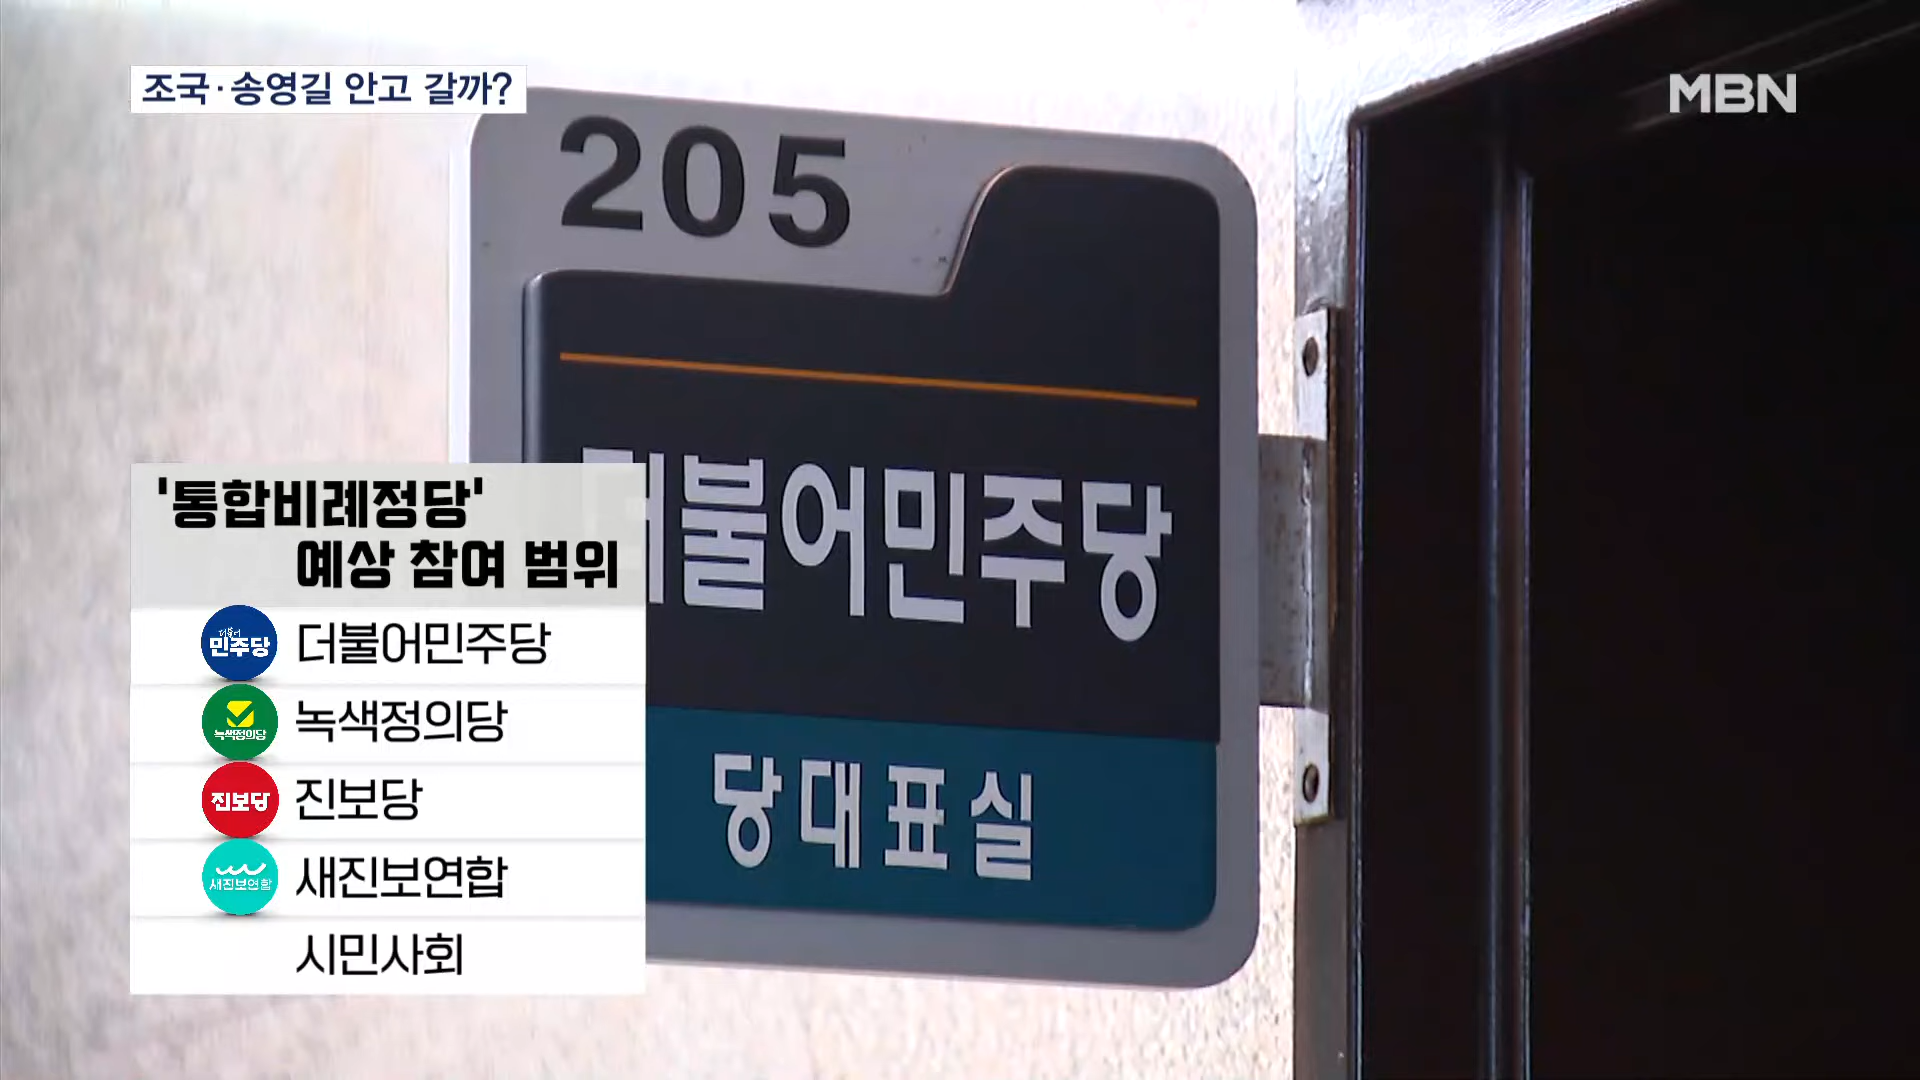 조국·송영길 안고 갈까?
MBN
205
더불어민주당
당대표실
'통합비례정당'
예상 참여 범위
더불어
민주당
더불어민주당
녹색정의당
녹색정의당
진보당
진보당
새진보연합
새진보연합
시민사회